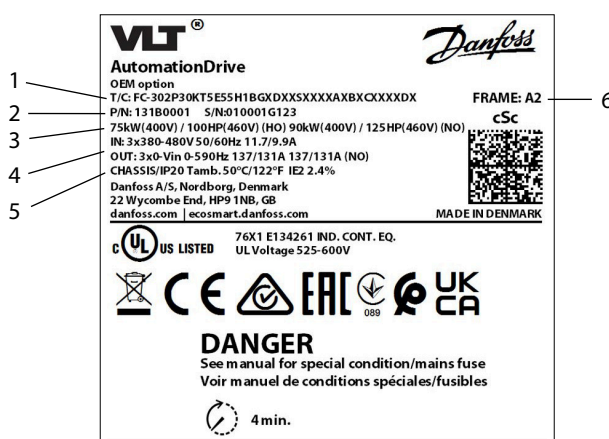 VLT®
Danfoss
AutomationDrive
OEM option
1
T/C: FC-302P30KT5E55H1BGXDXXSXXXXAXBXCXXXXDX
FRAME: A2
6
2
P/N: 131B0001 S/N:010001G123
cSc
3
75kW(400V) / 100HP(460V) (HO) 90kW(400V) / 125HP(460V) (NO)
IN: 3x380-480V 50/60Hz 11.7/9.9A
4
OUT: 3x0-Vin 0-590Hz 137/131A 137/131A (NO)
5
CHASSIS/IP20 Tamb. 50°C/122°F IE2 2.4%
Danfoss A/S, Nordborg, Denmark
22 Wycombe End, HP9 1NB, GB
danfoss.com | ecosmart.danfoss.com
MADE IN DENMARK
c UL US LISTED
76X1 E134261 IND. CONT. EQ.
UL Voltage 525-600V
CE
EAC
089
UK
CA
DANGER
See manual for special condition/mains fuse
Voir manuel de conditions spéciales/fusibles
4 min.